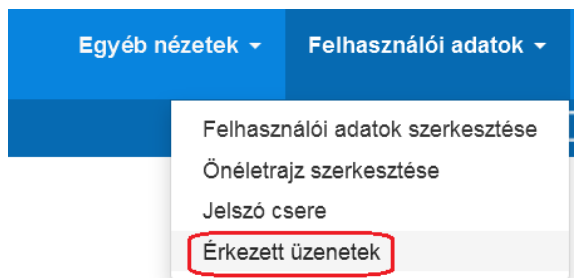 Egyéb nézetek Felhasználói adatok
Felhasználói adatok szerkesztése
Önéletrajz szerkesztése
Jelszó csere
Érkezett üzenetek